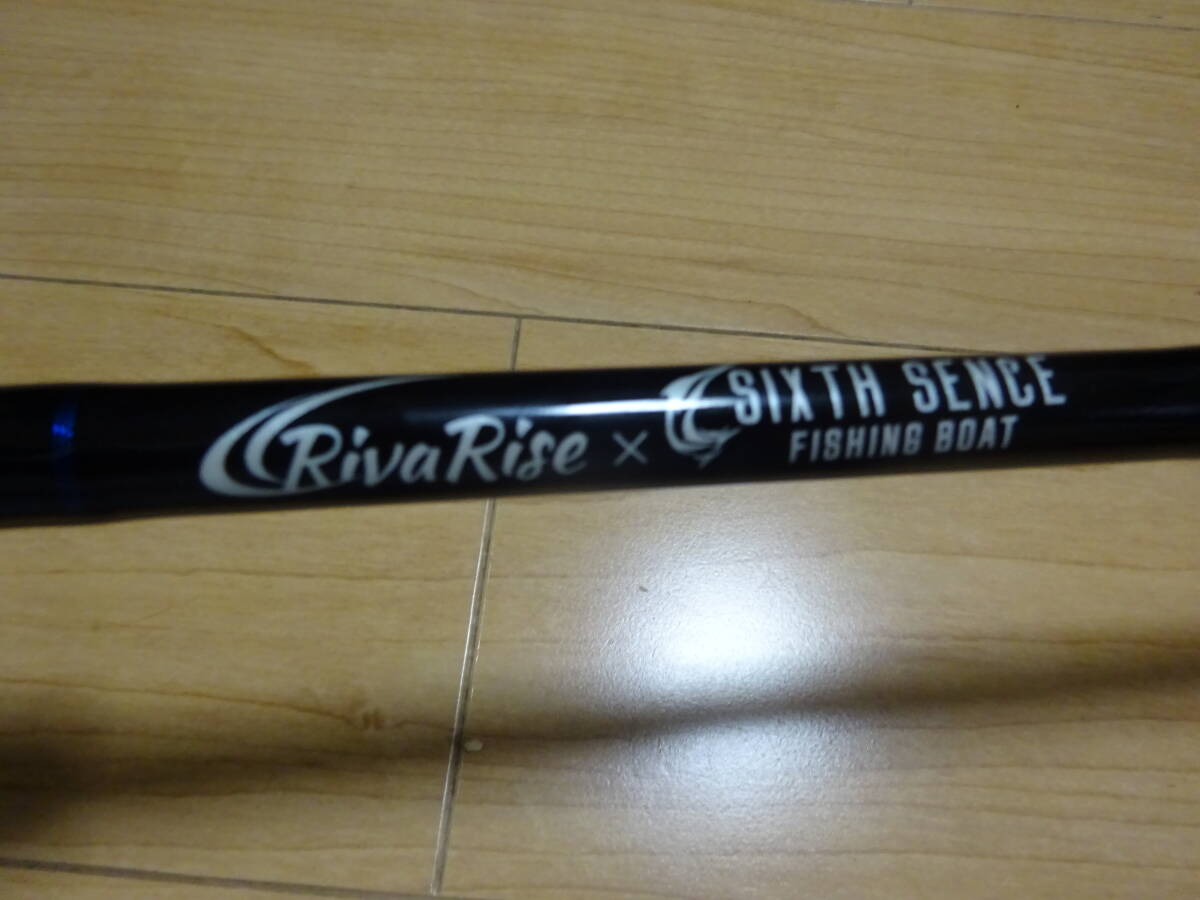 RivaRise × SIXTH SENCE
FISHING BOAT